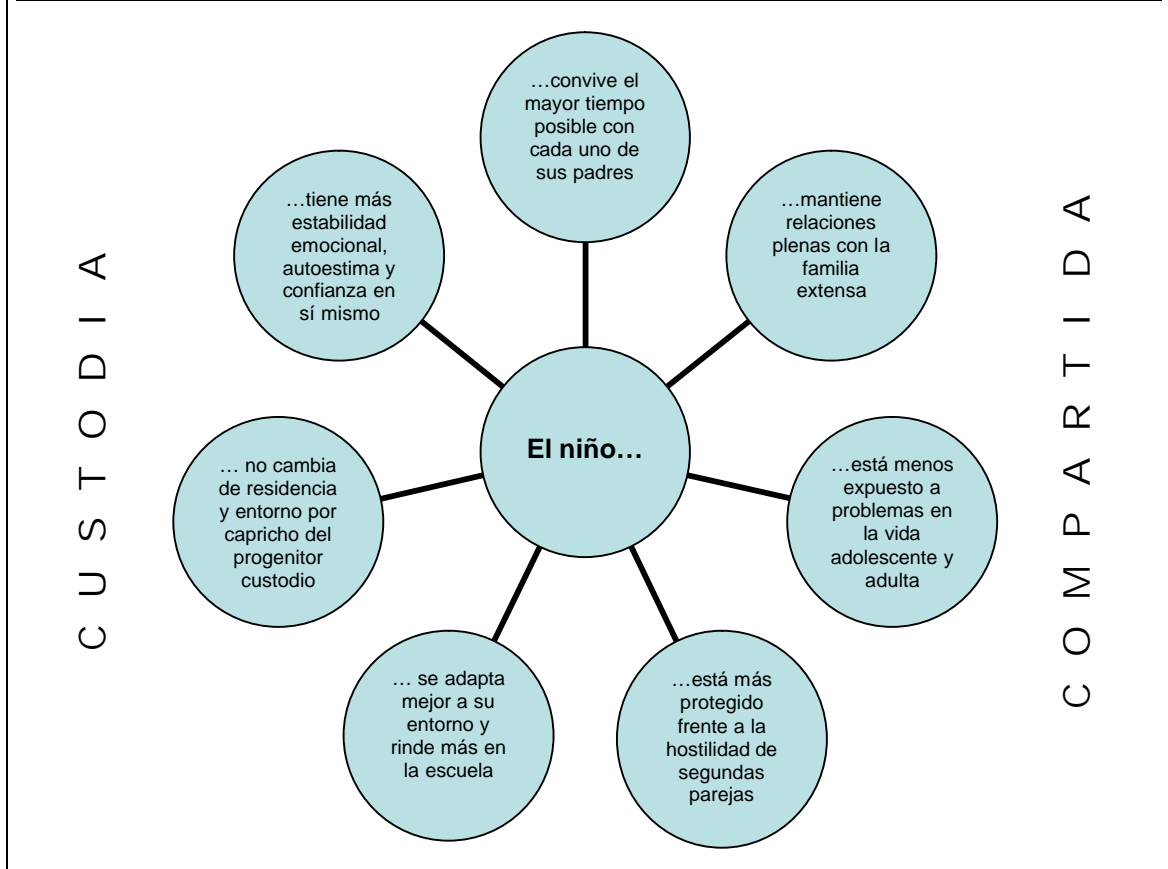 CUSTODIA
El niño…
…convive el
mayor tiempo
posible con
cada uno de
sus padres
…mantiene
relaciones
plenas con la
familia
extensa
…está menos
expuesto a
problemas en
la vida
adolescente y
adulta
…está más
protegido
frente a la
hostilidad de
segundas
parejas
… se adapta
mejor a su
entorno y
rinde más en
la escuela
… no cambia
de residencia
y entorno por
capricho del
progenitor
custodio
…tiene más
estabilidad
emocional,
autoestima y
confianza en
sí mismo
COMPARTIDA